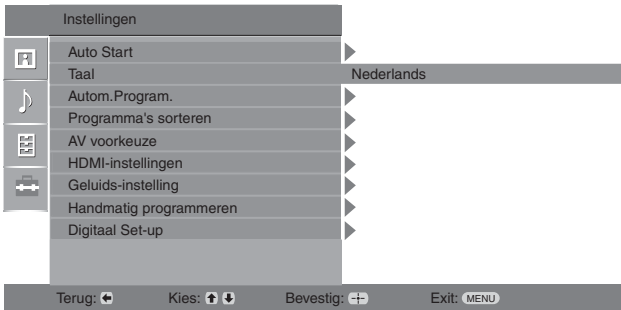 Instellingen
Auto Start
Taal Nederlands
Autom.Program.
Programma's sorteren
AV voorkeuze
HDMI-instellingen
Geluids-instelling
Handmatig programmeren
Digitaal Set-up
Terug: Kies: Bevestig: Exit: MENU